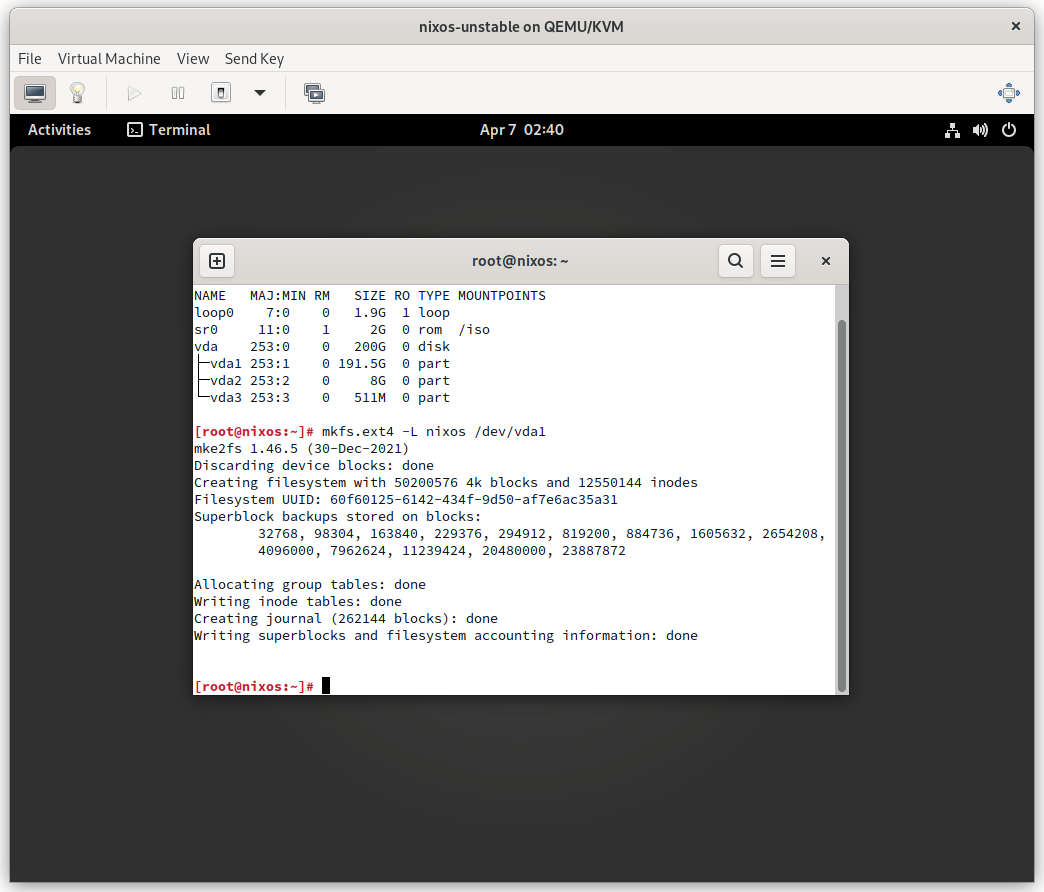 nixos-unstable on QEMU/KVM
File Virtual Machine View Send Key
Activities Terminal Apr 7 02:40
root@nixos: ~
NAME   MAJ:MIN RM   SIZE RO TYPE MOUNTPOINTS
loop0    7:0    0   1.9G  1 loop
sr0     11:0    1     2G  0 rom  /iso
vda    253:0    0   200G  0 disk
├─vda1 253:1    0 191.5G  0 part
├─vda2 253:2    0     8G  0 part
└─vda3 253:3    0   511M  0 part
[root@nixos:~]# mkfs.ext4 -L nixos /dev/vda1
mke2fs 1.46.5 (30-Dec-2021)
Discarding device blocks: done
Creating filesystem with 50200576 4k blocks and 12550144 inodes
Filesystem UUID: 60f60125-6142-434f-9d50-af7e6ac35a31
Superblock backups stored on blocks:
32768, 98304, 163840, 229376, 294912, 819200, 884736, 1605632, 2654208,
4096000, 7962624, 11239424, 20480000, 23887872
Allocating group tables: done
Writing inode tables: done
Creating journal (262144 blocks): done
Writing superblocks and filesystem accounting information: done
[root@nixos:~]#